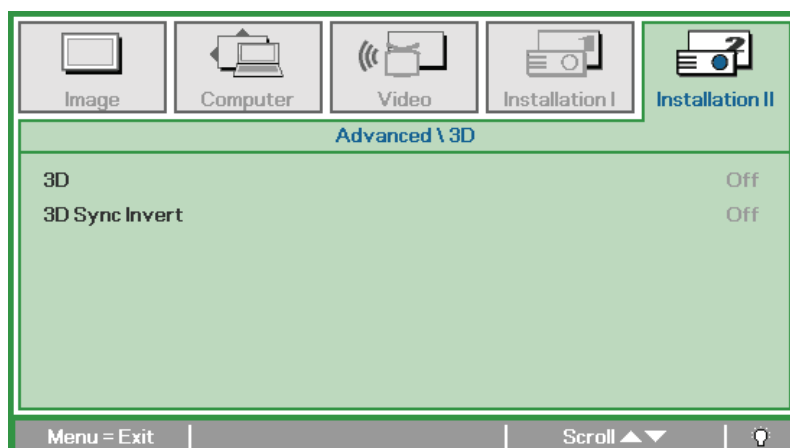 Image Computer Video Installation I Installation II
Advanced \ 3D
3D Off
3D Sync Invert Off
Menu = Exit Scroll ▲▼